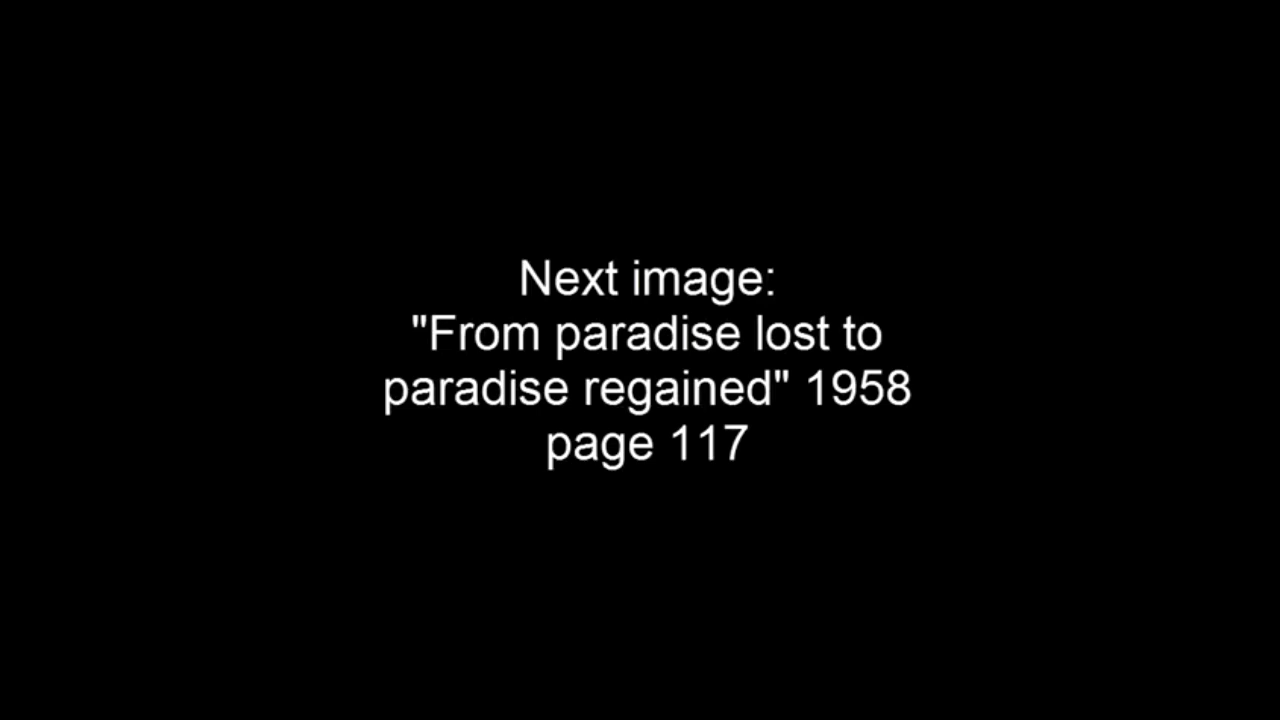 Next image:
"From paradise lost to
paradise regained" 1958
page 117